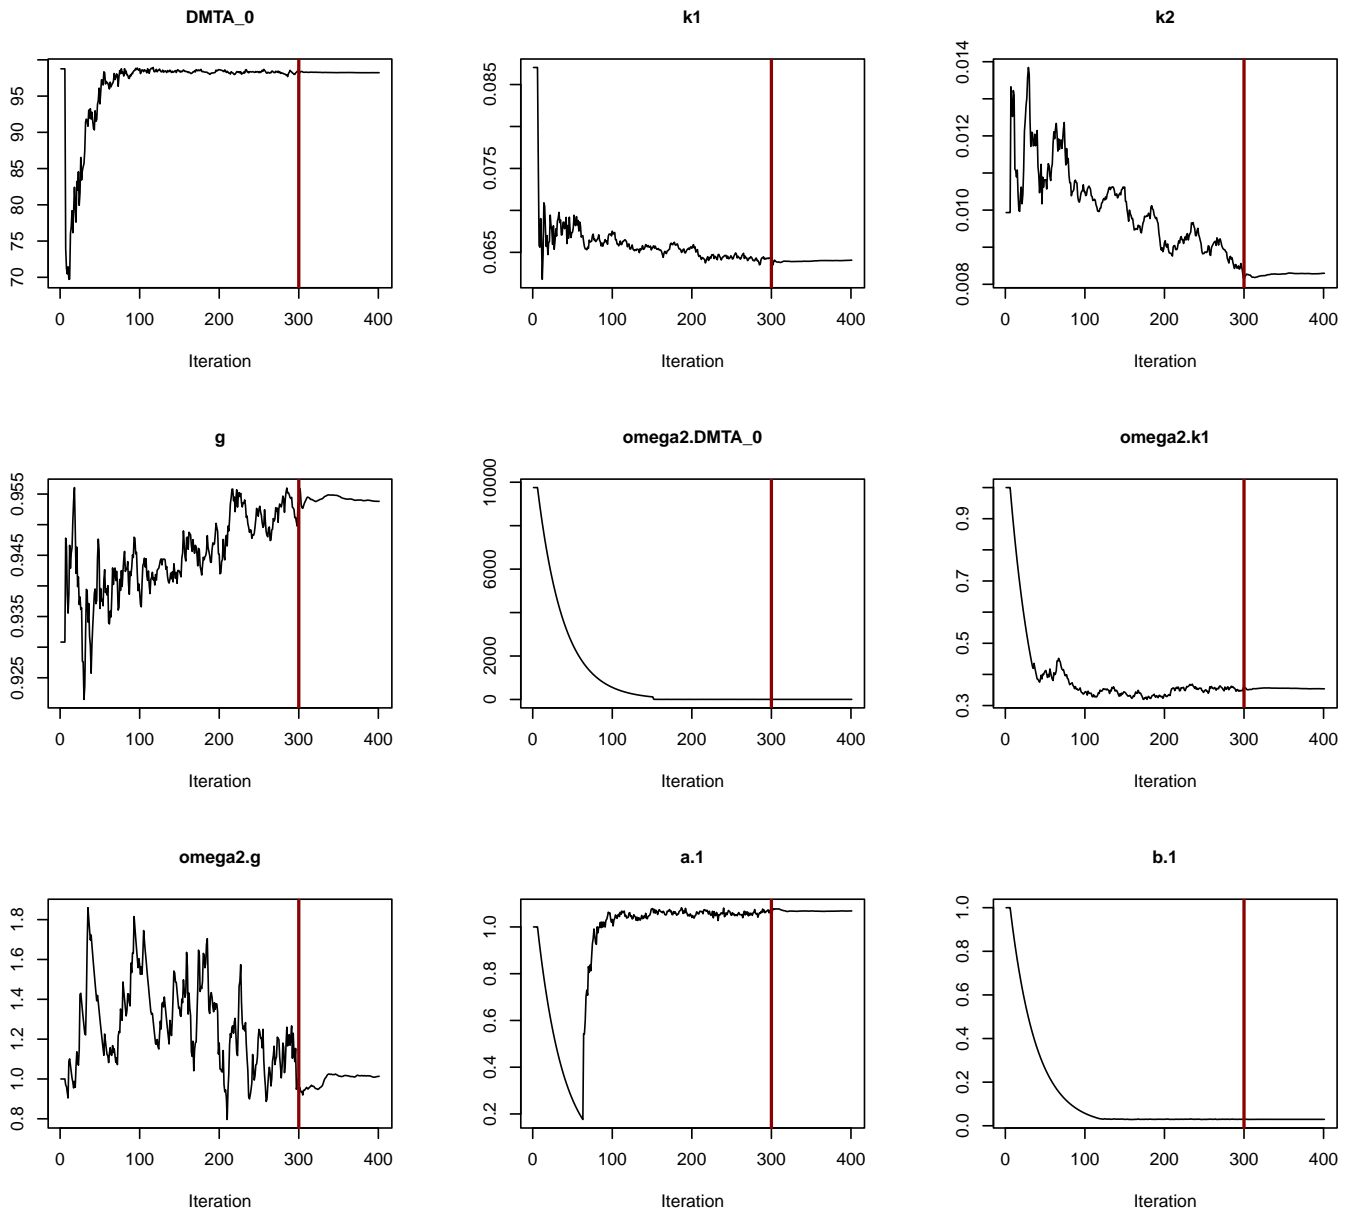 DMTA_0 k1 k2
70 75 80 85 90 95
0.065 0.075 0.085
0.008 0.010 0.012 0.014
0 100 200 300 400 0 100 200 300 400 0 100 200 300 400
Iteration Iteration Iteration
g omega2.DMTA_0 omega2.k1
0.925 0.935 0.945 0.955
0 2000 6000 10000
0.3 0.5 0.7 0.9
0 100 200 300 400 0 100 200 300 400 0 100 200 300 400
Iteration Iteration Iteration
omega2.g a.1 b.1
0.8 1.0 1.2 1.4 1.6 1.8
0.2 0.4 0.6 0.8 1.0
0.0 0.2 0.4 0.6 0.8 1.0
0 100 200 300 400 0 100 200 300 400 0 100 200 300 400
Iteration Iteration Iteration